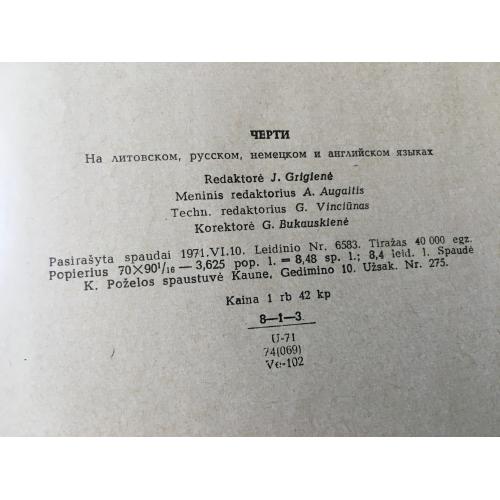 ЧЕРТИ
На литовском, русском, немецком и английском языках
Redaktorė J. Grigienė
Meninis redaktorius A. Augaitis
Techn. redaktorius G. Vinciūnas
Korektorė G. Bukauskienė
Pasirašyta spaudai 1971.VI.10. Leidinio Nr. 6583. Tiražas 40 000 egz.
Popierius 70×90¹/₁₆ — 3,625 pop. l. = 8,48 sp. l.; 8,4 leid. l. Spaudė
K. Poželos spaustuvė Kaune, Gedimino 10. Užsak. Nr. 275.
Kaina 1 rb 42 kp
8—1—3.
U-71
74(069)
Ve-102